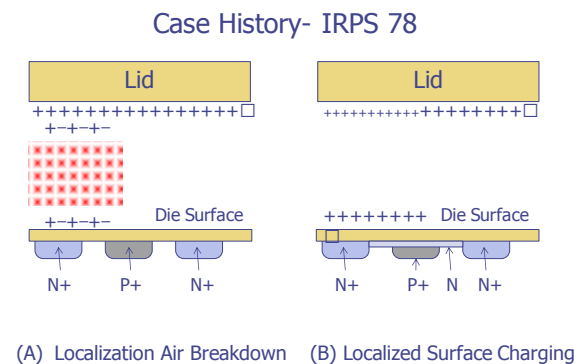 Case History- IRPS 78
Lid
Lid
++++++++++++++++□
++++++++++++++++++++□
+−+−+−
+−+−+−
Die Surface
++++++++
Die Surface
N+
P+
N+
N+
P+
N
N+
(A) Localization Air Breakdown
(B) Localized Surface Charging